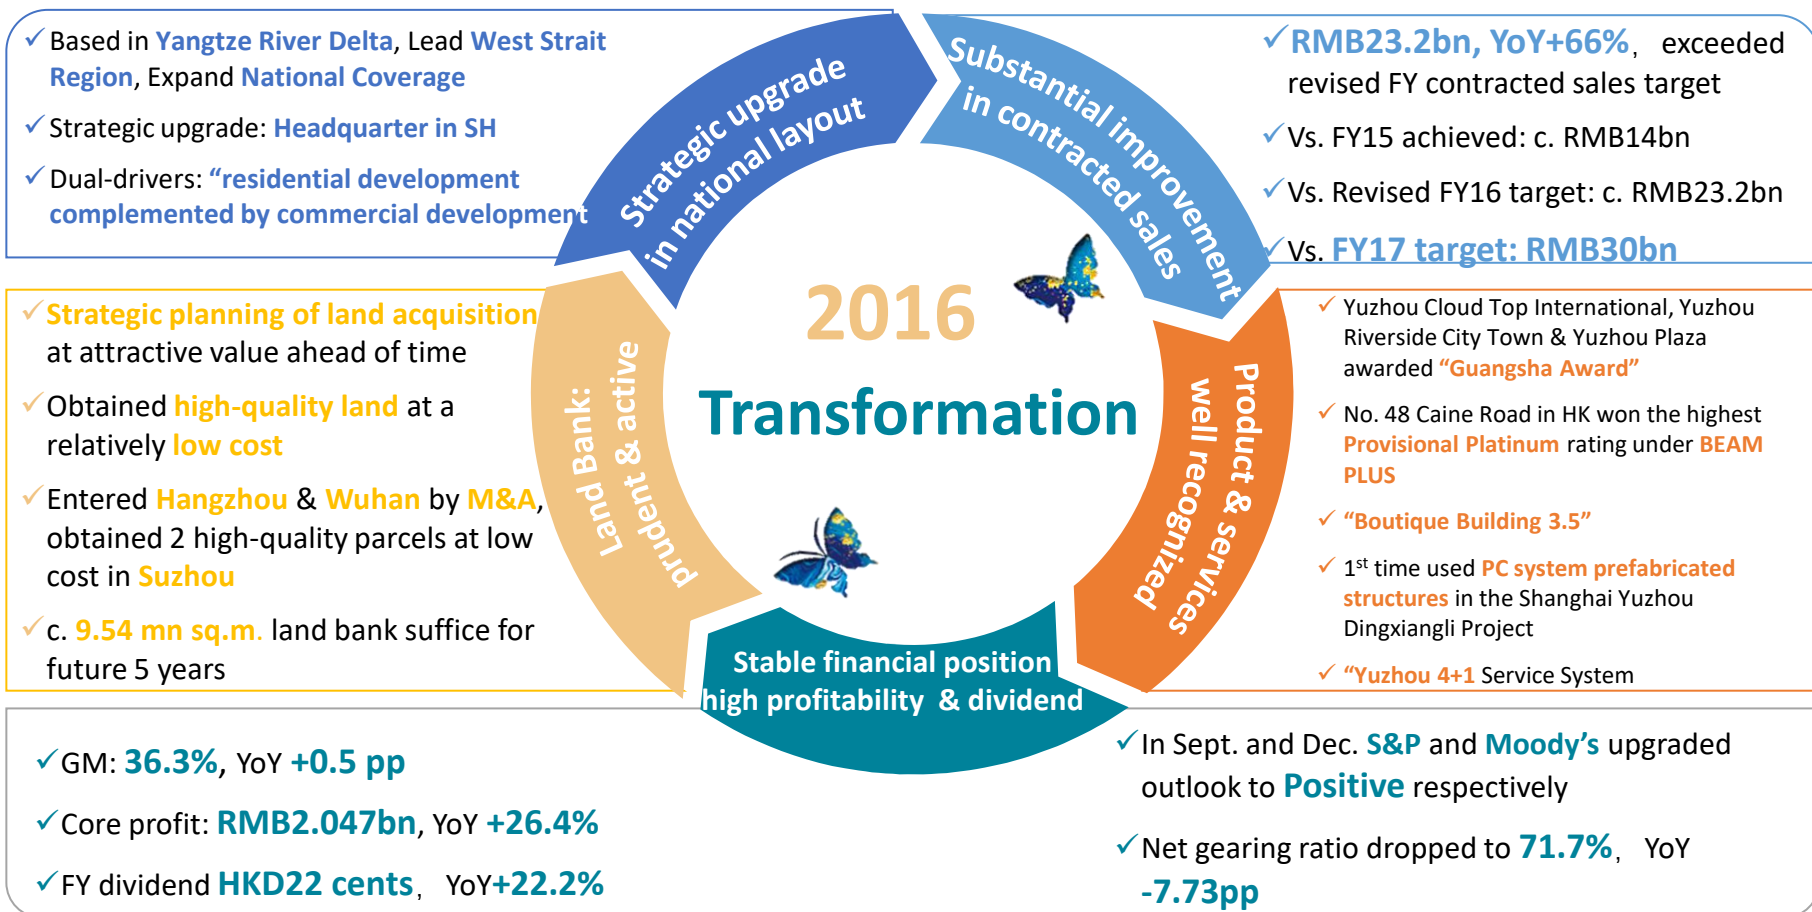 ✓ Based in Yangtze River Delta, Lead West Strait
Region, Expand National Coverage
✓ Strategic upgrade: Headquarter in SH
✓ Dual-drivers: “residential development
complemented by commercial development
Strategic upgrade
in national layout
Substantial improvement
in contracted sales
✓ RMB23.2bn, YoY+66%, exceeded
revised FY contracted sales target
✓ Vs. FY15 achieved: c. RMB14bn
✓ Vs. Revised FY16 target: c. RMB23.2bn
✓ Vs. FY17 target: RMB30bn
✓ Strategic planning of land acquisition
at attractive value ahead of time
✓ Obtained high-quality land at a
relatively low cost
✓ Entered Hangzhou & Wuhan by M&A,
obtained 2 high-quality parcels at low
cost in Suzhou
✓ c. 9.54 mn sq.m. land bank suffice for
future 5 years
Land Bank:
prudent & active
2016
Transformation
Product & services
well recognized
✓ Yuzhou Cloud Top International, Yuzhou
Riverside City Town & Yuzhou Plaza
awarded “Guangsha Award”
✓ No. 48 Caine Road in HK won the highest
Provisional Platinum rating under BEAM
PLUS
✓ “Boutique Building 3.5”
✓ 1st time used PC system prefabricated
structures in the Shanghai Yuzhou
Dingxiangli Project
✓ “Yuzhou 4+1 Service System
Stable financial position
high profitability & dividend
✓ GM: 36.3%, YoY +0.5 pp
✓ Core profit: RMB2.047bn, YoY +26.4%
✓ FY dividend HKD22 cents, YoY+22.2%
✓ In Sept. and Dec. S&P and Moody’s upgraded
outlook to Positive respectively
✓ Net gearing ratio dropped to 71.7%, YoY
-7.73pp